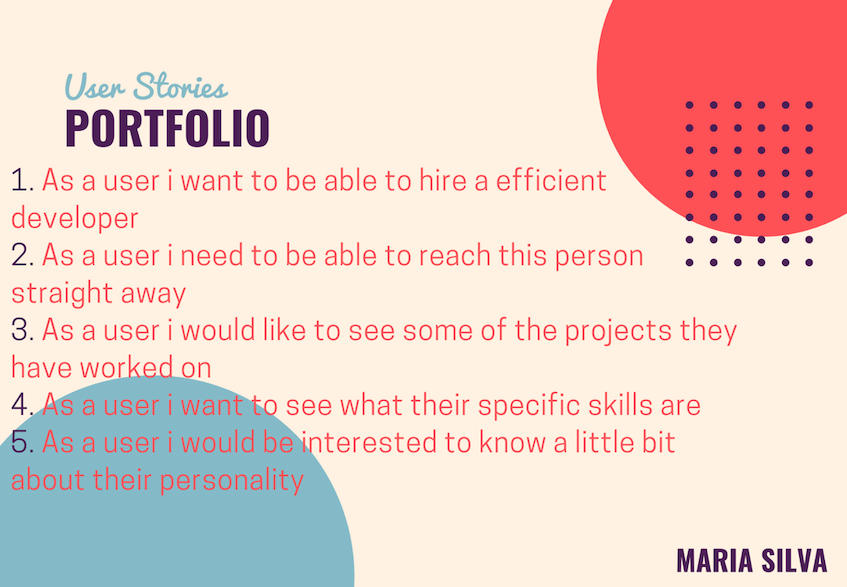 User Stories
PORTFOLIO
1. As a user i want to be able to hire a efficient
developer
2. As a user i need to be able to reach this person
straight away
3. As a user i would like to see some of the projects they
have worked on
4. As a user i want to see what their specific skills are
5. As a user i would be interested to know a little bit
about their personality
MARIA SILVA